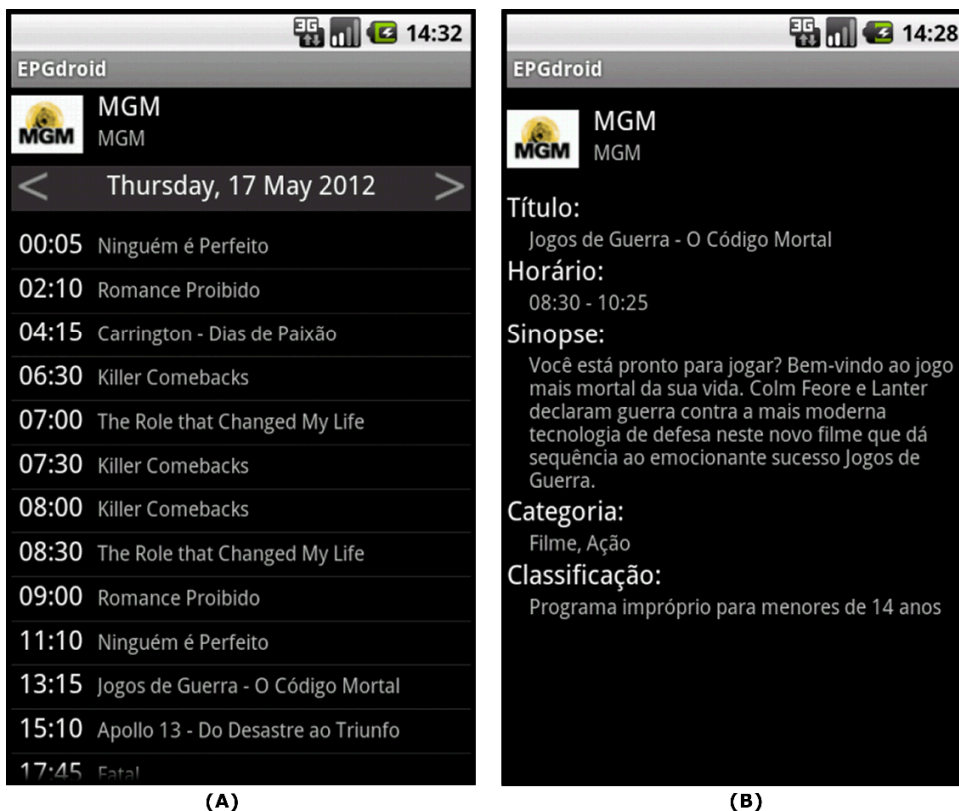 3G 14:32
EPGdroid
MGM
MGM
MGM
< Thursday, 17 May 2012 >
00:05 Ninguém é Perfeito
02:10 Romance Proibido
04:15 Carrington - Dias de Paixão
06:30 Killer Comebacks
07:00 The Role that Changed My Life
07:30 Killer Comebacks
08:00 Killer Comebacks
08:30 The Role that Changed My Life
09:00 Romance Proibido
11:10 Ninguém é Perfeito
13:15 Jogos de Guerra - O Código Mortal
15:10 Apollo 13 - Do Desastre ao Triunfo
17:45 Fatal
(A)
3G 14:28
EPGdroid
MGM
MGM
MGM
Título:
Jogos de Guerra - O Código Mortal
Horário:
08:30 - 10:25
Sinopse:
Você está pronto para jogar? Bem-vindo ao jogo
mais mortal da sua vida. Colm Feore e Lanter
declaram guerra contra a mais moderna
tecnologia de defesa neste novo filme que dá
sequência ao emocionante sucesso Jogos de
Guerra.
Categoria:
Filme, Ação
Classificação:
Programa impróprio para menores de 14 anos
(B)